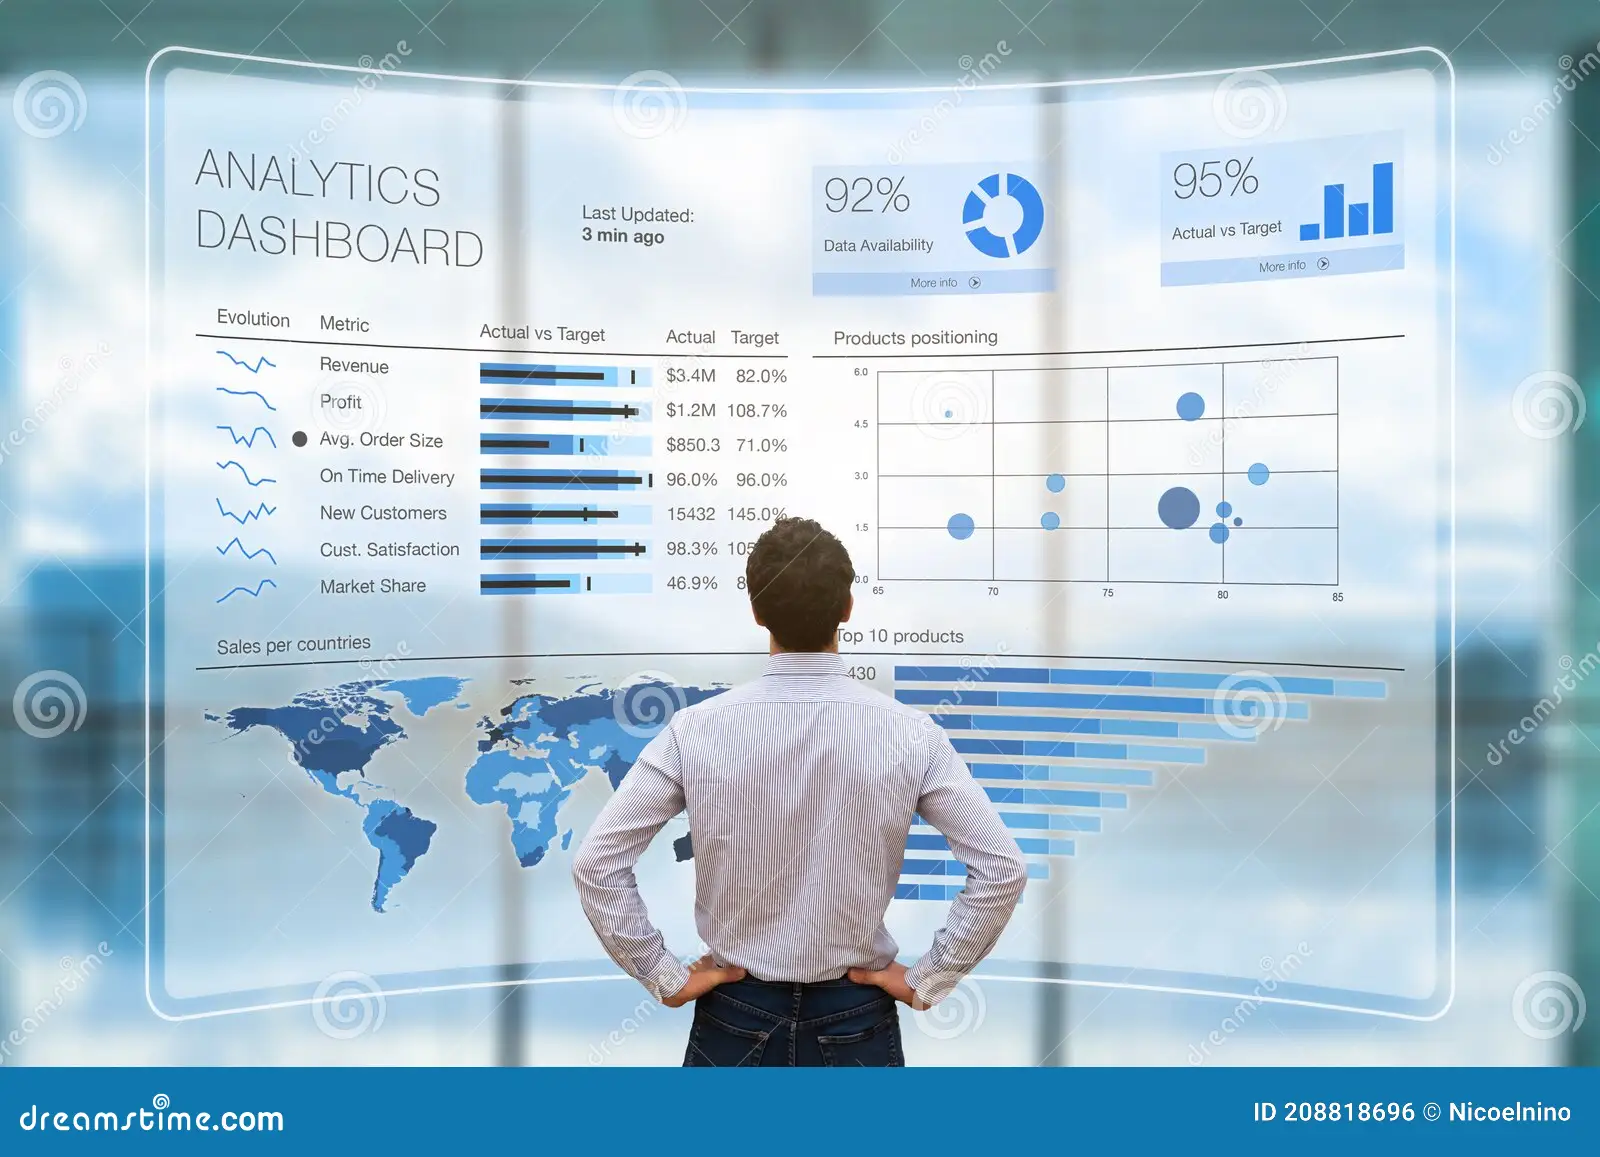 ANALYTICS
DASHBOARD
Last Updated:
3 min ago
92%
Data Availability
More info
95%
Actual vs Target
More info
Evolution Metric Actual vs Target Actual Target
Revenue $3.4M 82.0%
Profit $1.2M 108.7%
Avg. Order Size $850.3 71.0%
On Time Delivery 96.0% 96.0%
New Customers 15432 145.0%
Cust. Satisfaction 98.3%
Market Share 46.9%
Products positioning
6.0
4.5
3.0
1.5
0.0
65 70 75 80 85
Sales per countries
Top 10 products
430
dreamstime.com
ID 208818696 © Nicoelnino